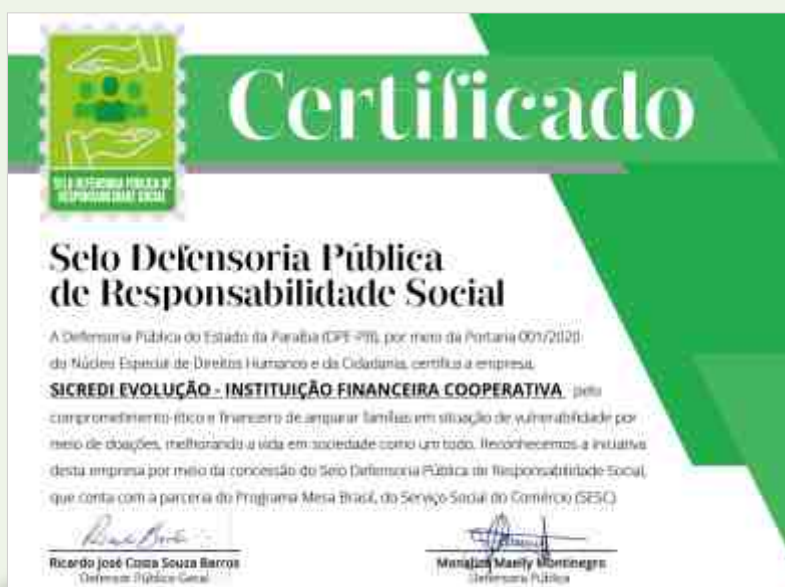 Certificado
SELO DEFENSORIA PÚBLICA DE
RESPONSABILIDADE SOCIAL
Selo Defensoria Pública
de Responsabilidade Social
A Defensoria Pública do Estado da Paraíba (DPE-PB), por meio da Portaria 001/2020
do Núcleo Especial de Direitos Humanos e da Cidadania, certifica a empresa,
SICREDI EVOLUÇÃO - INSTITUIÇÃO FINANCEIRA COOPERATIVA pelo
comprometimento ético e financeiro de amparar famílias em situação de vulnerabilidade por
meio de doações, melhorando a vida em sociedade como um todo. Reconhecemos a iniciativa
desta empresa por meio da concessão do Selo Defensoria Pública de Responsabilidade Social,
que conta com a parceria do Programa Mesa Brasil, do Serviço Social do Comércio (SESC)
Ricardo José Costa Souza Barros
Defensor Público Geral
Maelly Montenegro
Defensora Pública